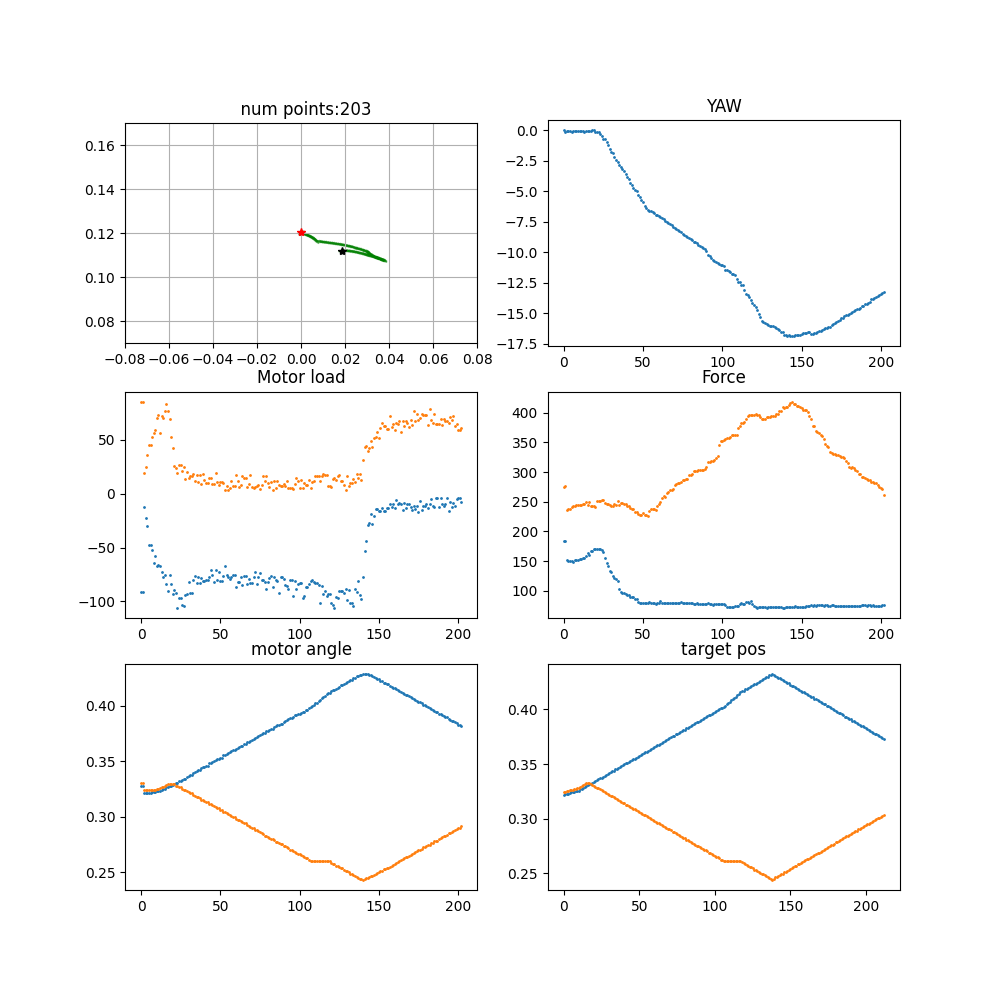 num points:203
YAW
0.16
0.14
0.12
0.10
0.08
−0.08 −0.06 −0.04 −0.02 0.00 0.02 0.04 0.06 0.08
0.0
−2.5
−5.0
−7.5
−10.0
−12.5
−15.0
−17.5
0 50 100 150 200
Motor load
Force
50
0
−50
−100
0 50 100 150 200
400
350
300
250
200
150
100
0 50 100 150 200
motor angle
target pos
0.40
0.35
0.30
0.25
0 50 100 150 200
0.40
0.35
0.30
0.25
0 50 100 150 200